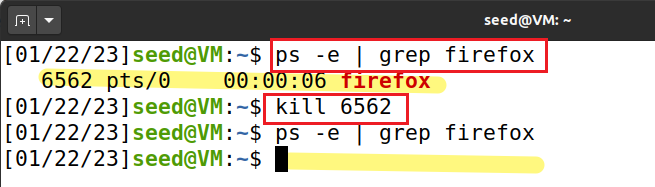 seed@VM: ~
[01/22/23]seed@VM:~$ ps -e | grep firefox
6562 pts/0    00:00:06 firefox
[01/22/23]seed@VM:~$ kill 6562
[01/22/23]seed@VM:~$ ps -e | grep firefox
[01/22/23]seed@VM:~$